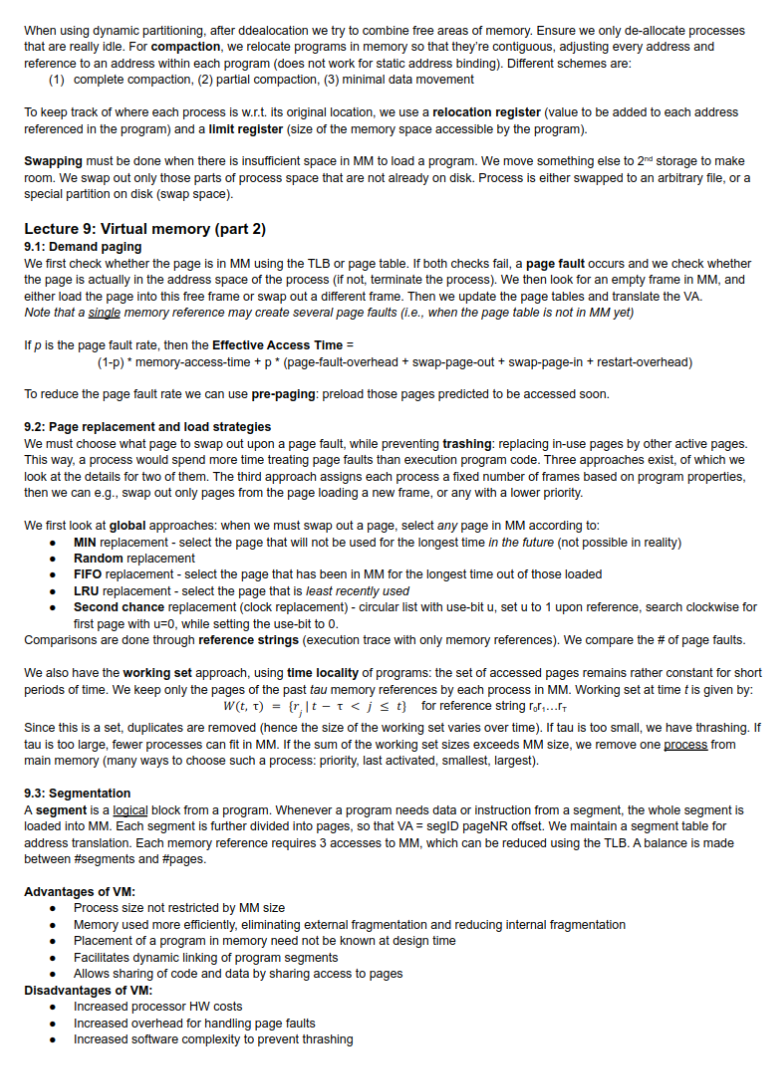 When using dynamic partitioning, after ddealocation we try to combine free areas of memory. Ensure we only de-allocate processes
that are really idle. For compaction, we relocate programs in memory so that they're contiguous, adjusting every address and
reference to an address within each program (does not work for static address binding). Different schemes are:
(1) complete compaction, (2) partial compaction, (3) minimal data movement
To keep track of where each process is w.r.t. its original location, we use a relocation register (value to be added to each address
referenced in the program) and a limit register (size of the memory space accessible by the program).
Swapping must be done when there is insufficient space in MM to load a program. We move something else to 2nd storage to make
room. We swap out only those parts of process space that are not already on disk. Process is either swapped to an arbitrary file, or a
special partition on disk (swap space).
Lecture 9: Virtual memory (part 2)
9.1: Demand paging
We first check whether the page is in MM using the TLB or page table. If both checks fail, a page fault occurs and we check whether
the page is actually in the address space of the process (if not, terminate the process). We then look for an empty frame in MM, and
either load the page into this free frame or swap out a different frame. Then we update the page tables and translate the VA.
Note that a single memory reference may create several page faults (i.e., when the page table is not in MM yet)
If p is the page fault rate, then the Effective Access Time =
(1-p) * memory-access-time + p * (page-fault-overhead + swap-page-out + swap-page-in + restart-overhead)
To reduce the page fault rate we can use pre-paging: preload those pages predicted to be accessed soon.
9.2: Page replacement and load strategies
We must choose what page to swap out upon a page fault, while preventing trashing: replacing in-use pages by other active pages.
This way, a process would spend more time treating page faults than execution program code. Three approaches exist, of which we
look at the details for two of them. The third approach assigns each process a fixed number of frames based on program properties,
then we can e.g., swap out only pages from the page loading a new frame, or any with a lower priority.
We first look at global approaches: when we must swap out a page, select any page in MM according to:
● MIN replacement - select the page that will not be used for the longest time in the future (not possible in reality)
● Random replacement
● FIFO replacement - select the page that has been in MM for the longest time out of those loaded
● LRU replacement - select the page that is least recently used
● Second chance replacement (clock replacement) - circular list with use-bit u, set u to 1 upon reference, search clockwise for
first page with u=0, while setting the use-bit to 0.
Comparisons are done through reference strings (execution trace with only memory references). We compare the # of page faults.
We also have the working set approach, using time locality of programs: the set of accessed pages remains rather constant for short
periods of time. We keep only the pages of the past tau memory references by each process in MM. Working set at time t is given by:
W(t, τ) = {rⱼ | t − τ < j ≤ t} for reference string r₀r₁…r_T
Since this is a set, duplicates are removed (hence the size of the working set varies over time). If tau is too small, we have thrashing. If
tau is too large, fewer processes can fit in MM. If the sum of the working set sizes exceeds MM size, we remove one process from
main memory (many ways to choose such a process: priority, last activated, smallest, largest).
9.3: Segmentation
A segment is a logical block from a program. Whenever a program needs data or instruction from a segment, the whole segment is
loaded into MM. Each segment is further divided into pages, so that VA = segID pageNR offset. We maintain a segment table for
address translation. Each memory reference requires 3 accesses to MM, which can be reduced using the TLB. A balance is made
between #segments and #pages.
Advantages of VM:
● Process size not restricted by MM size
● Memory used more efficiently, eliminating external fragmentation and reducing internal fragmentation
● Placement of a program in memory need not be known at design time
● Facilitates dynamic linking of program segments
● Allows sharing of code and data by sharing access to pages
Disadvantages of VM:
● Increased processor HW costs
● Increased overhead for handling page faults
● Increased software complexity to prevent thrashing